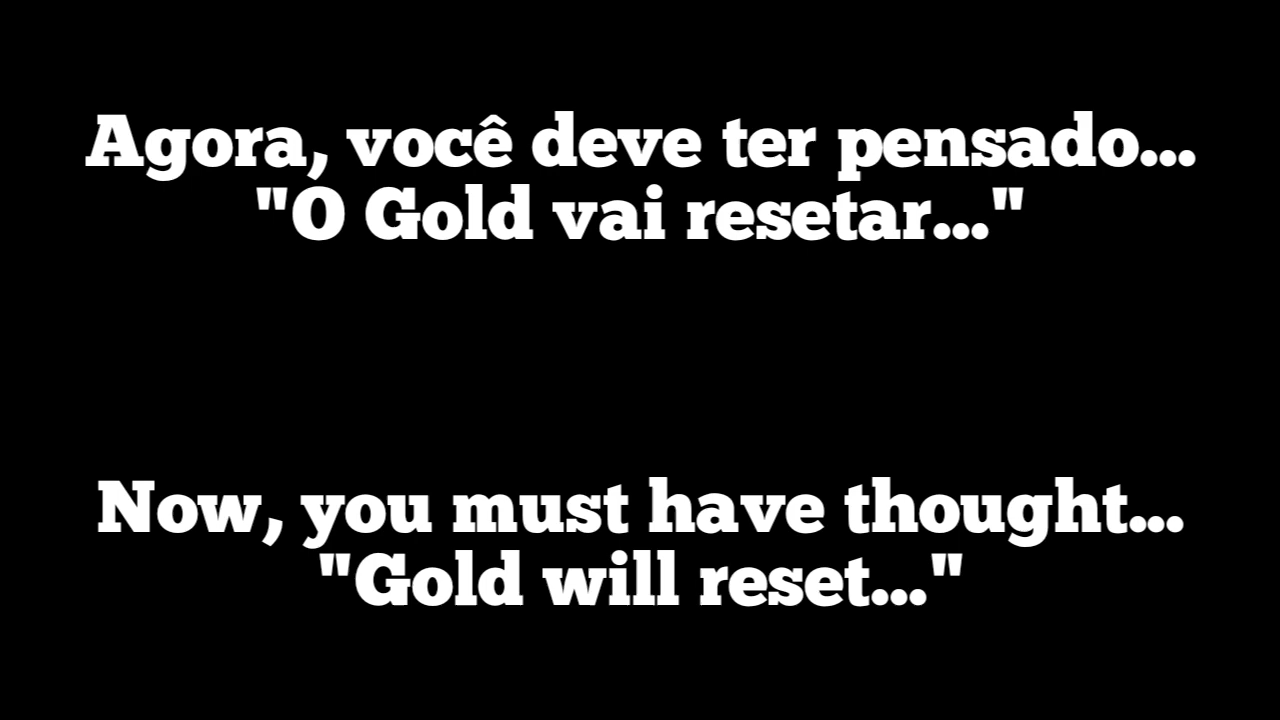 Agora, você deve ter pensado...
"O Gold vai resetar..."
Now, you must have thought...
"Gold will reset..."